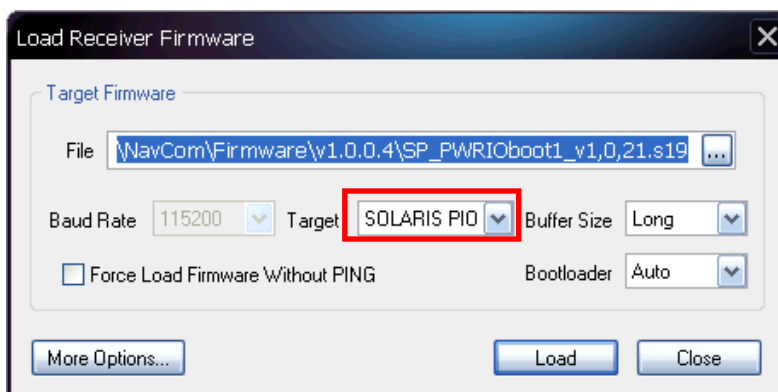 Load Receiver Firmware
Target Firmware
File \NavCom\Firmware\v1.0.0.4\SP_PWRIOboot1_v1,0,21.s19 ...
Baud Rate 115200 Target SOLARIS PIO Buffer Size Long
Force Load Firmware Without PING Bootloader Auto
More Options... Load Close